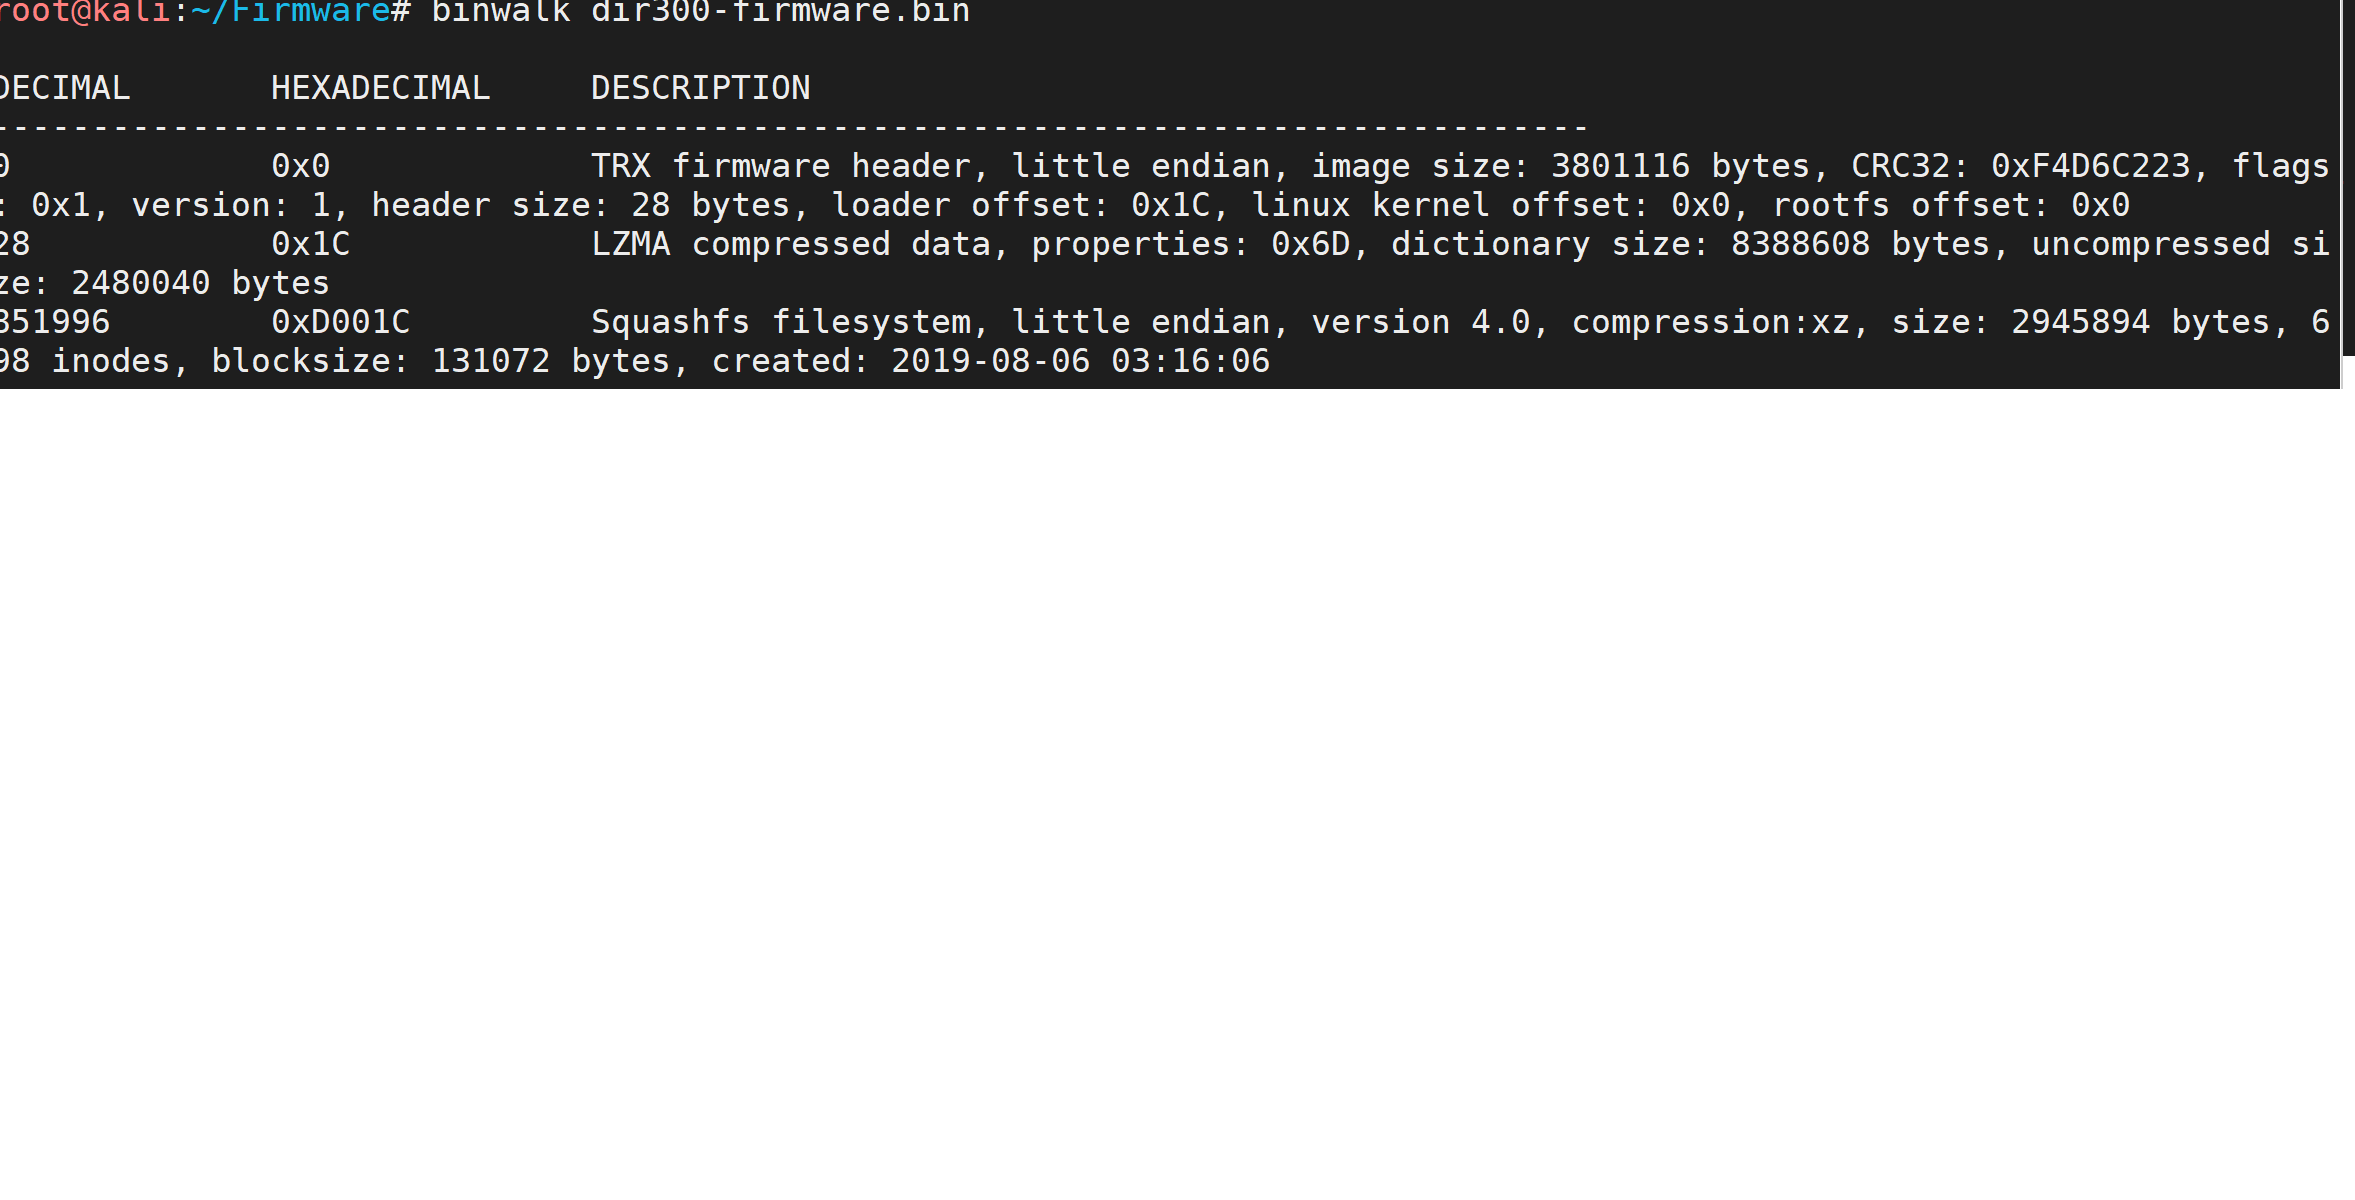 root@kali:~/Firmware# binwalk dir300-firmware.bin
DECIMAL       HEXADECIMAL     DESCRIPTION
--------------------------------------------------------------------------------
0             0x0             TRX firmware header, little endian, image size: 3801116 bytes, CRC32: 0xF4D6C223, flags
: 0x1, version: 1, header size: 28 bytes, loader offset: 0x1C, linux kernel offset: 0x0, rootfs offset: 0x0
28            0x1C            LZMA compressed data, properties: 0x6D, dictionary size: 8388608 bytes, uncompressed si
ze: 2480040 bytes
851996        0xD001C         Squashfs filesystem, little endian, version 4.0, compression:xz, size: 2945894 bytes, 6
98 inodes, blocksize: 131072 bytes, created: 2019-08-06 03:16:06